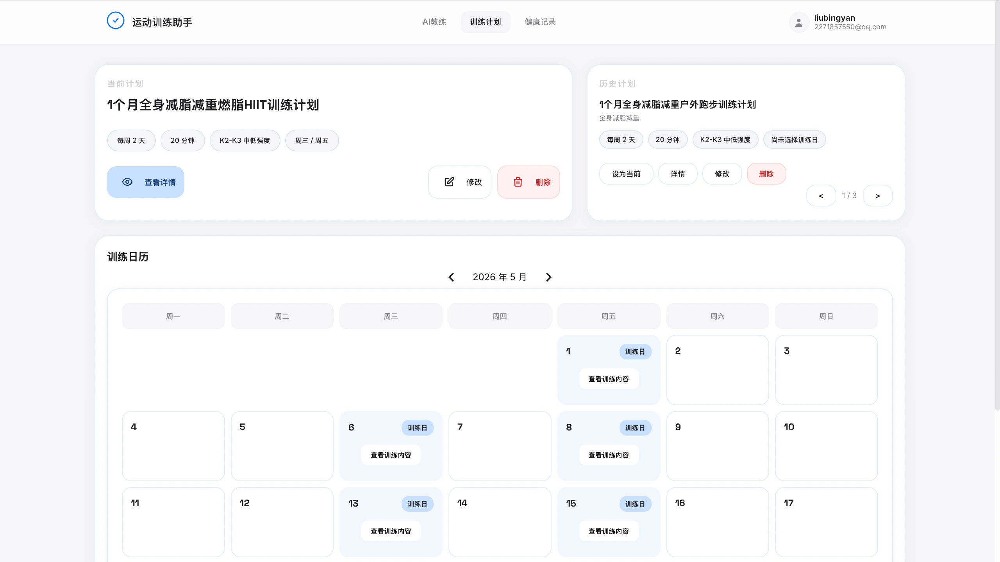 运动训练助手
AI教练
训练计划
健康记录
liubingyan
2271857550@qq.com
当前计划
1个月全身减脂减重燃脂HIIT训练计划
每周 2 天
20 分钟
K2-K3 中低强度
周三 / 周五
查看详情
修改
删除
历史计划
1个月全身减脂减重户外跑步训练计划
全身减脂减重
每周 2 天
20 分钟
K2-K3 中低强度
尚未选择训练日
设为当前
详情
修改
删除
<
1 / 3
>
训练日历
2026 年 5 月
周一
周二
周三
周四
周五
周六
周日
1
训练日
查看训练内容
2
3
4
5
6
训练日
查看训练内容
7
8
训练日
查看训练内容
9
10
11
12
13
训练日
查看训练内容
14
15
训练日
查看训练内容
16
17